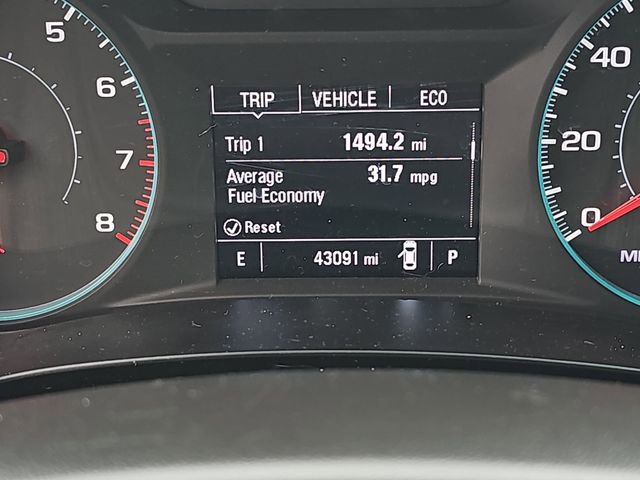 5
6
7
8
TRIP VEHICLE ECO
Trip 1 1494.2 mi
Average 31.7 mpg
Fuel Economy
Reset
E 43091 mi P
40
20
0